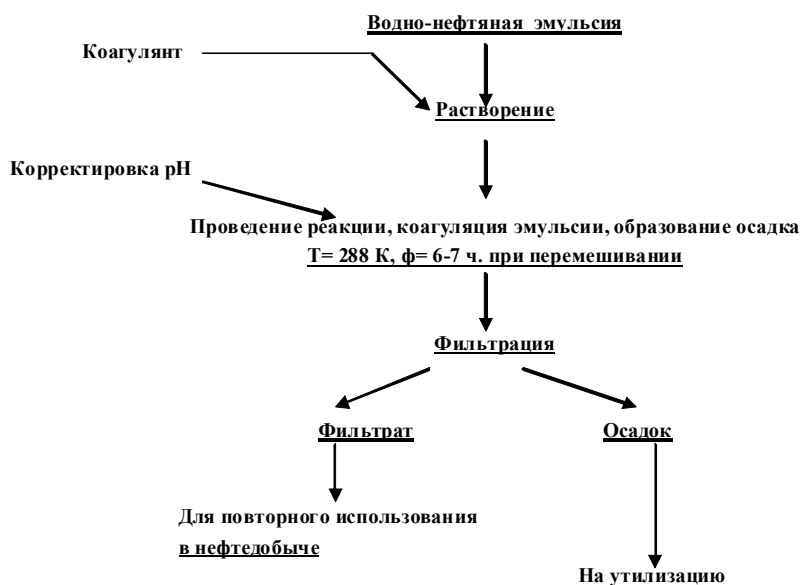 Водно-нефтяная эмульсия
Коагулянт
Растворение
Корректировка pH
Проведение реакции, коагуляция эмульсии, образование осадка
Т= 288 К, ф= 6-7 ч. при перемешивании
Фильтрация
Фильтрат
Осадок
Для повторного использования
в нефтедобыче
На утилизацию